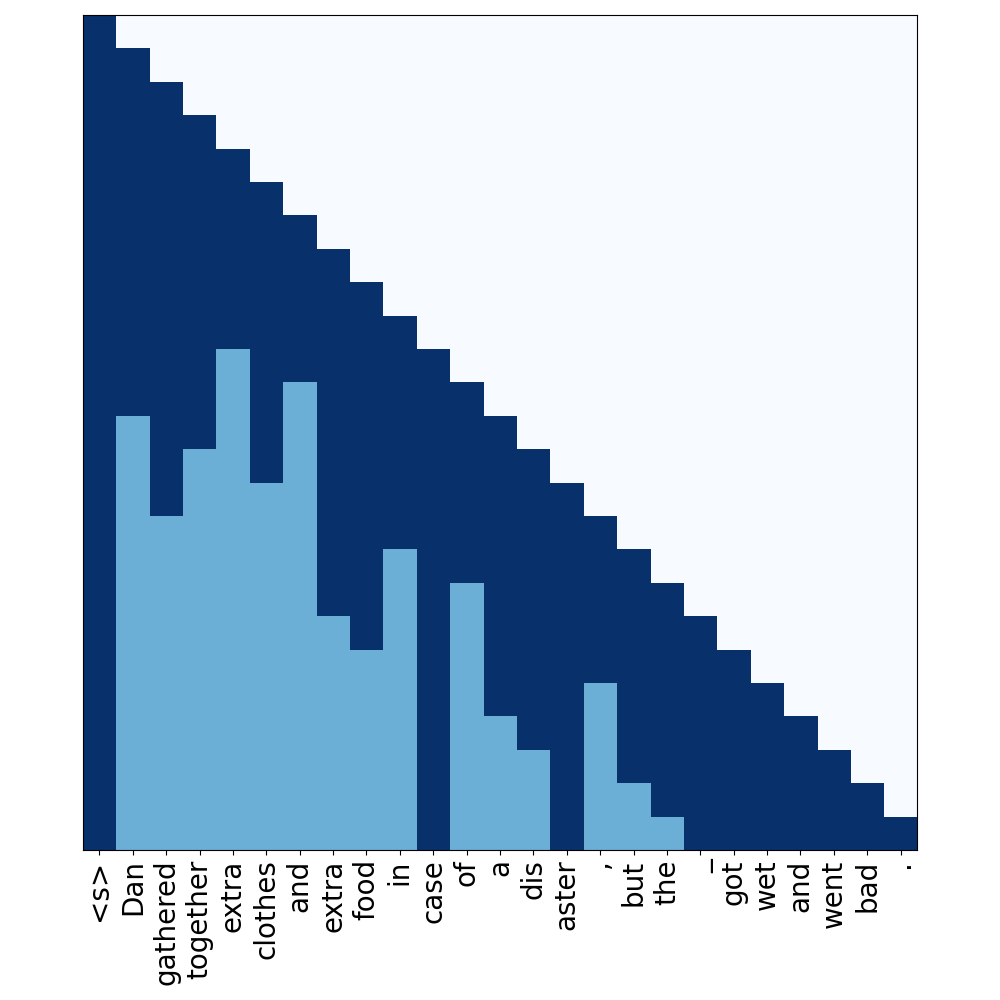 <s>
Dan
gathered
together
extra
clothes
and
extra
food
in
case
of
a
dis
aster
,
but
the
_
got
wet
and
went
bad
.